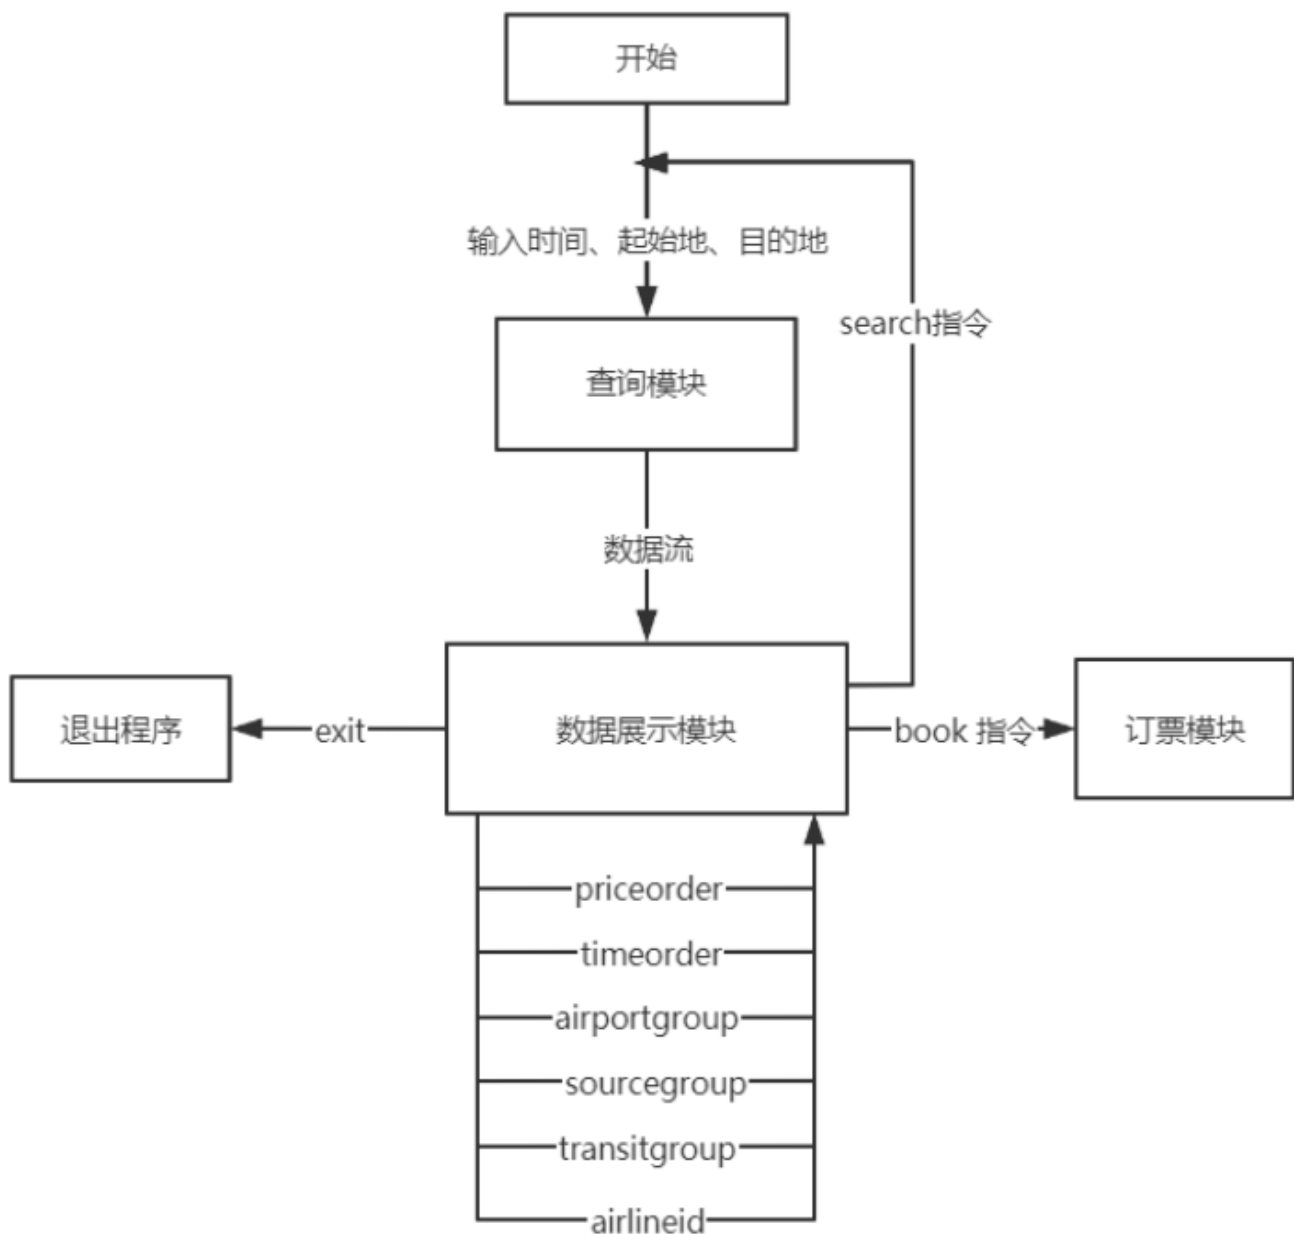 开始
输入时间、起始地、目的地
search指令
查询模块
数据流
退出程序
exit
数据展示模块
book 指令
订票模块
priceorder
timeorder
airportgroup
sourcegroup
transitgroup
airlineid